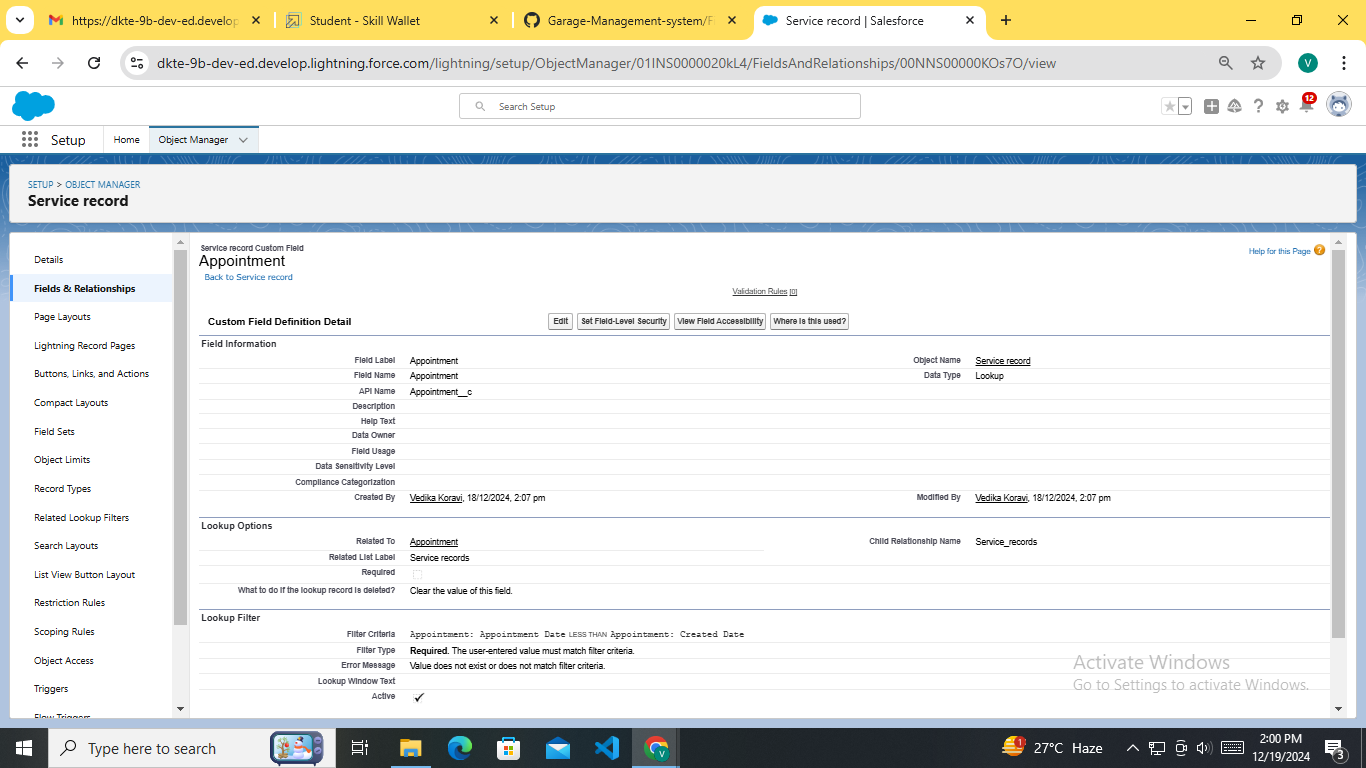 https://dkte-9b-dev-ed.develop
Student - Skill Wallet
Garage-Management-system/F
Service record | Salesforce
dkte-9b-dev-ed.develop.lightning.force.com/lightning/setup/ObjectManager/01INS0000020kL4/FieldsAndRelationships/00NNS00000KOs7O/view
V
Search Setup
12
Setup
Home
Object Manager
SETUP > OBJECT MANAGER
Service record
Details
Fields & Relationships
Page Layouts
Lightning Record Pages
Buttons, Links, and Actions
Compact Layouts
Field Sets
Object Limits
Record Types
Related Lookup Filters
Search Layouts
List View Button Layout
Restriction Rules
Scoping Rules
Object Access
Triggers
Flow Triggers
Service record Custom Field
Appointment
Back to Service record
Help for this Page
Validation Rules [0]
Custom Field Definition Detail
Edit Set Field-Level Security View Field Accessibility Where is this used?
Field Information
Field Label Appointment Object Name Service record
Field Name Appointment Data Type Lookup
API Name Appointment__c
Description
Help Text
Data Owner
Field Usage
Data Sensitivity Level
Compliance Categorization
Created By Vedika Koravi, 18/12/2024, 2:07 pm Modified By Vedika Koravi, 18/12/2024, 2:07 pm
Lookup Options
Related To Appointment Child Relationship Name Service_records
Related List Label Service records
Required
What to do if the lookup record is deleted? Clear the value of this field.
Lookup Filter
Filter Criteria Appointment: Appointment Date LESS THAN Appointment: Created Date
Filter Type Required. The user-entered value must match filter criteria.
Error Message Value does not exist or does not match filter criteria.
Lookup Window Text
Active
Activate Windows
Go to Settings to activate Windows.
Type here to search
1
V
27°C Haze
2:00 PM
12/19/2024
3